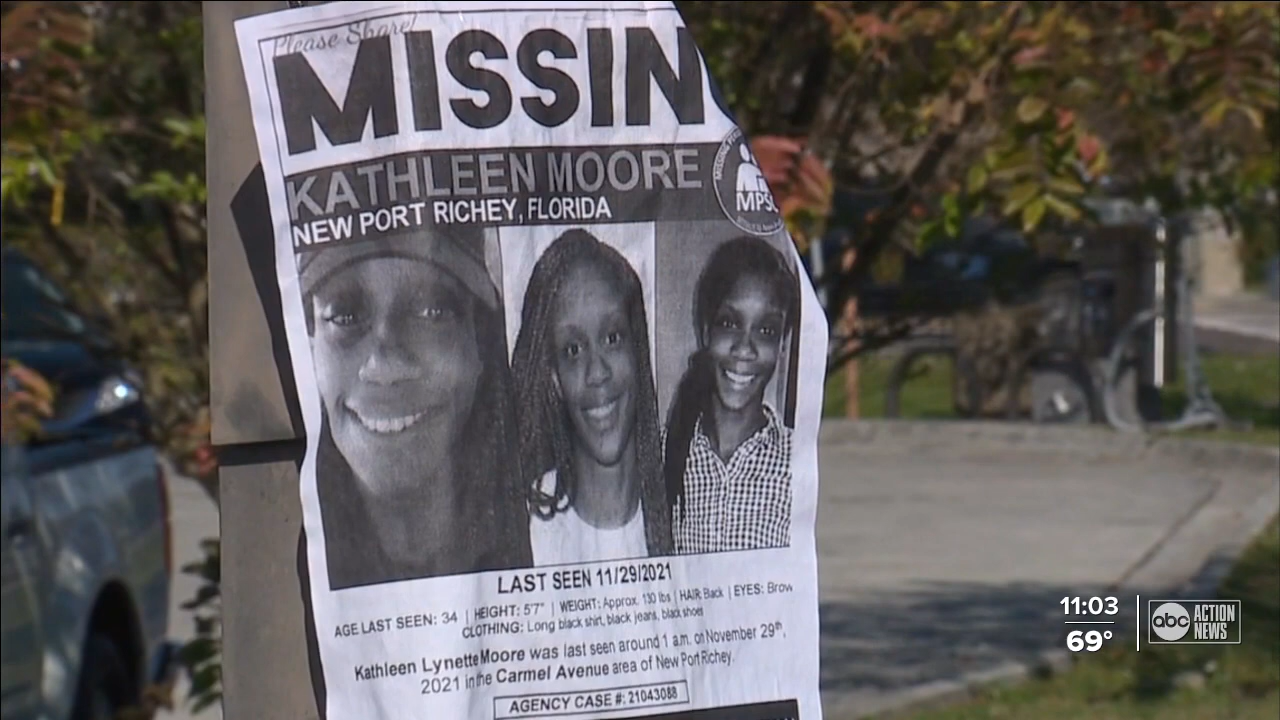 Please Share!
MISSIN
KATHLEEN MOORE
NEW PORT RICHEY, FLORIDA
MPSC
LAST SEEN 11/29/2021
AGE LAST SEEN: 34 | HEIGHT: 5'7" | WEIGHT: Approx. 130 lbs | HAIR: Black | EYES: Brow
CLOTHING: Long black shirt, black jeans, black shoes
Kathleen Lynette Moore was last seen around 1 a.m. on November 29th,
2021 in the Carmel Avenue area of New Port Richey.
AGENCY CASE #: 21043088
11:03
69°
abc ACTION
NEWS